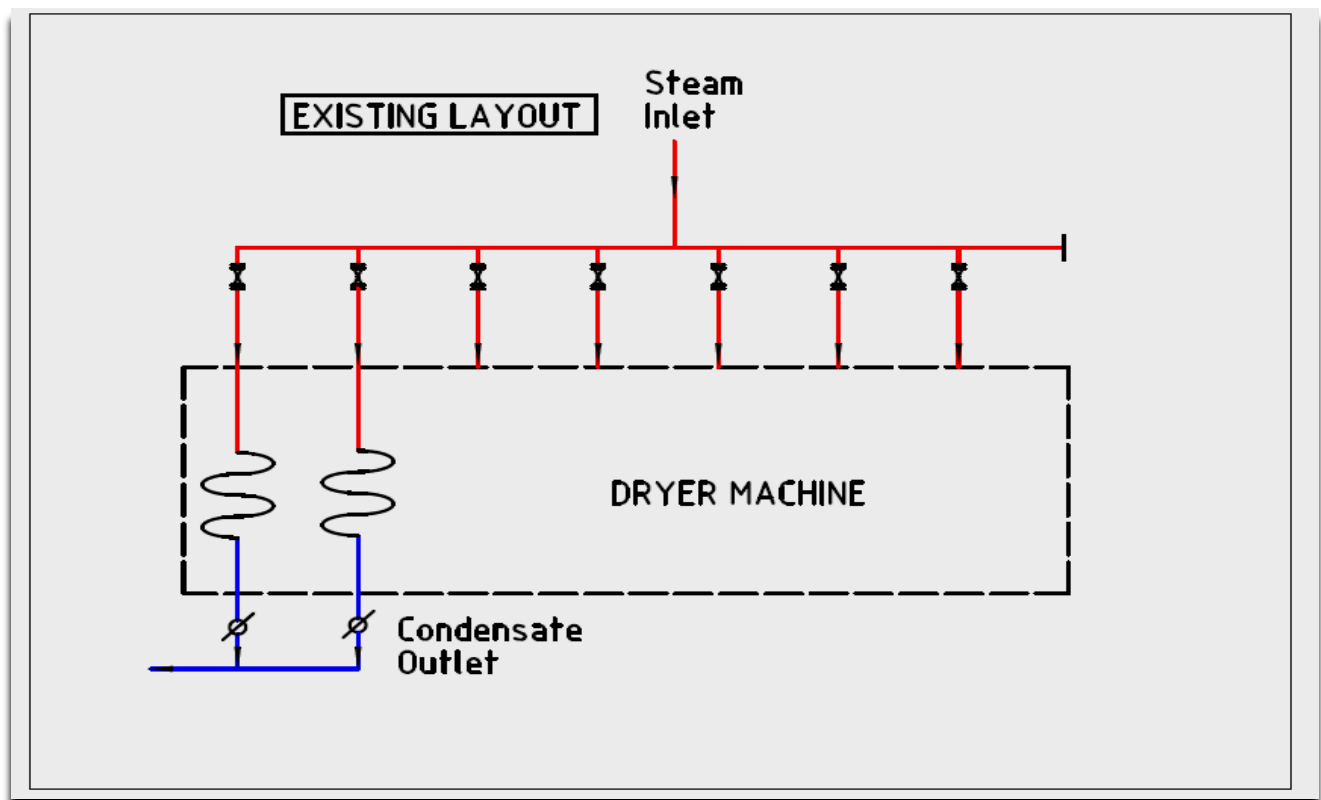 EXISTING LAYOUT
Steam
Inlet
DRYER MACHINE
Condensate
Outlet